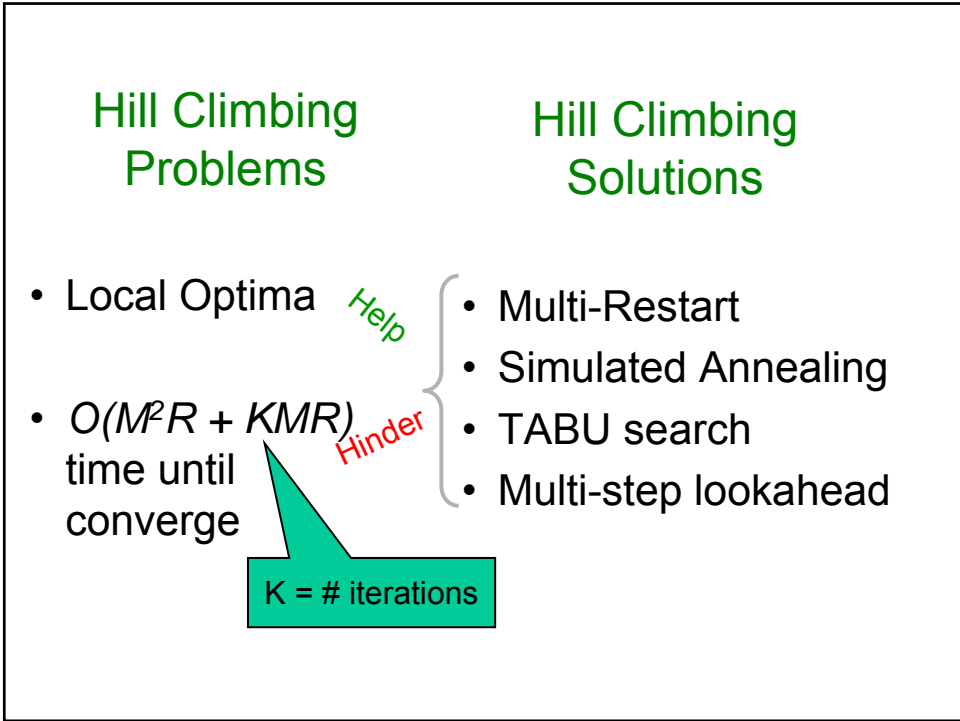 Hill Climbing
Problems
• Local Optima
• O(M²R + KMR)
time until
converge
K = # iterations
Help
Hinder
Hill Climbing
Solutions
• Multi-Restart
• Simulated Annealing
• TABU search
• Multi-step lookahead